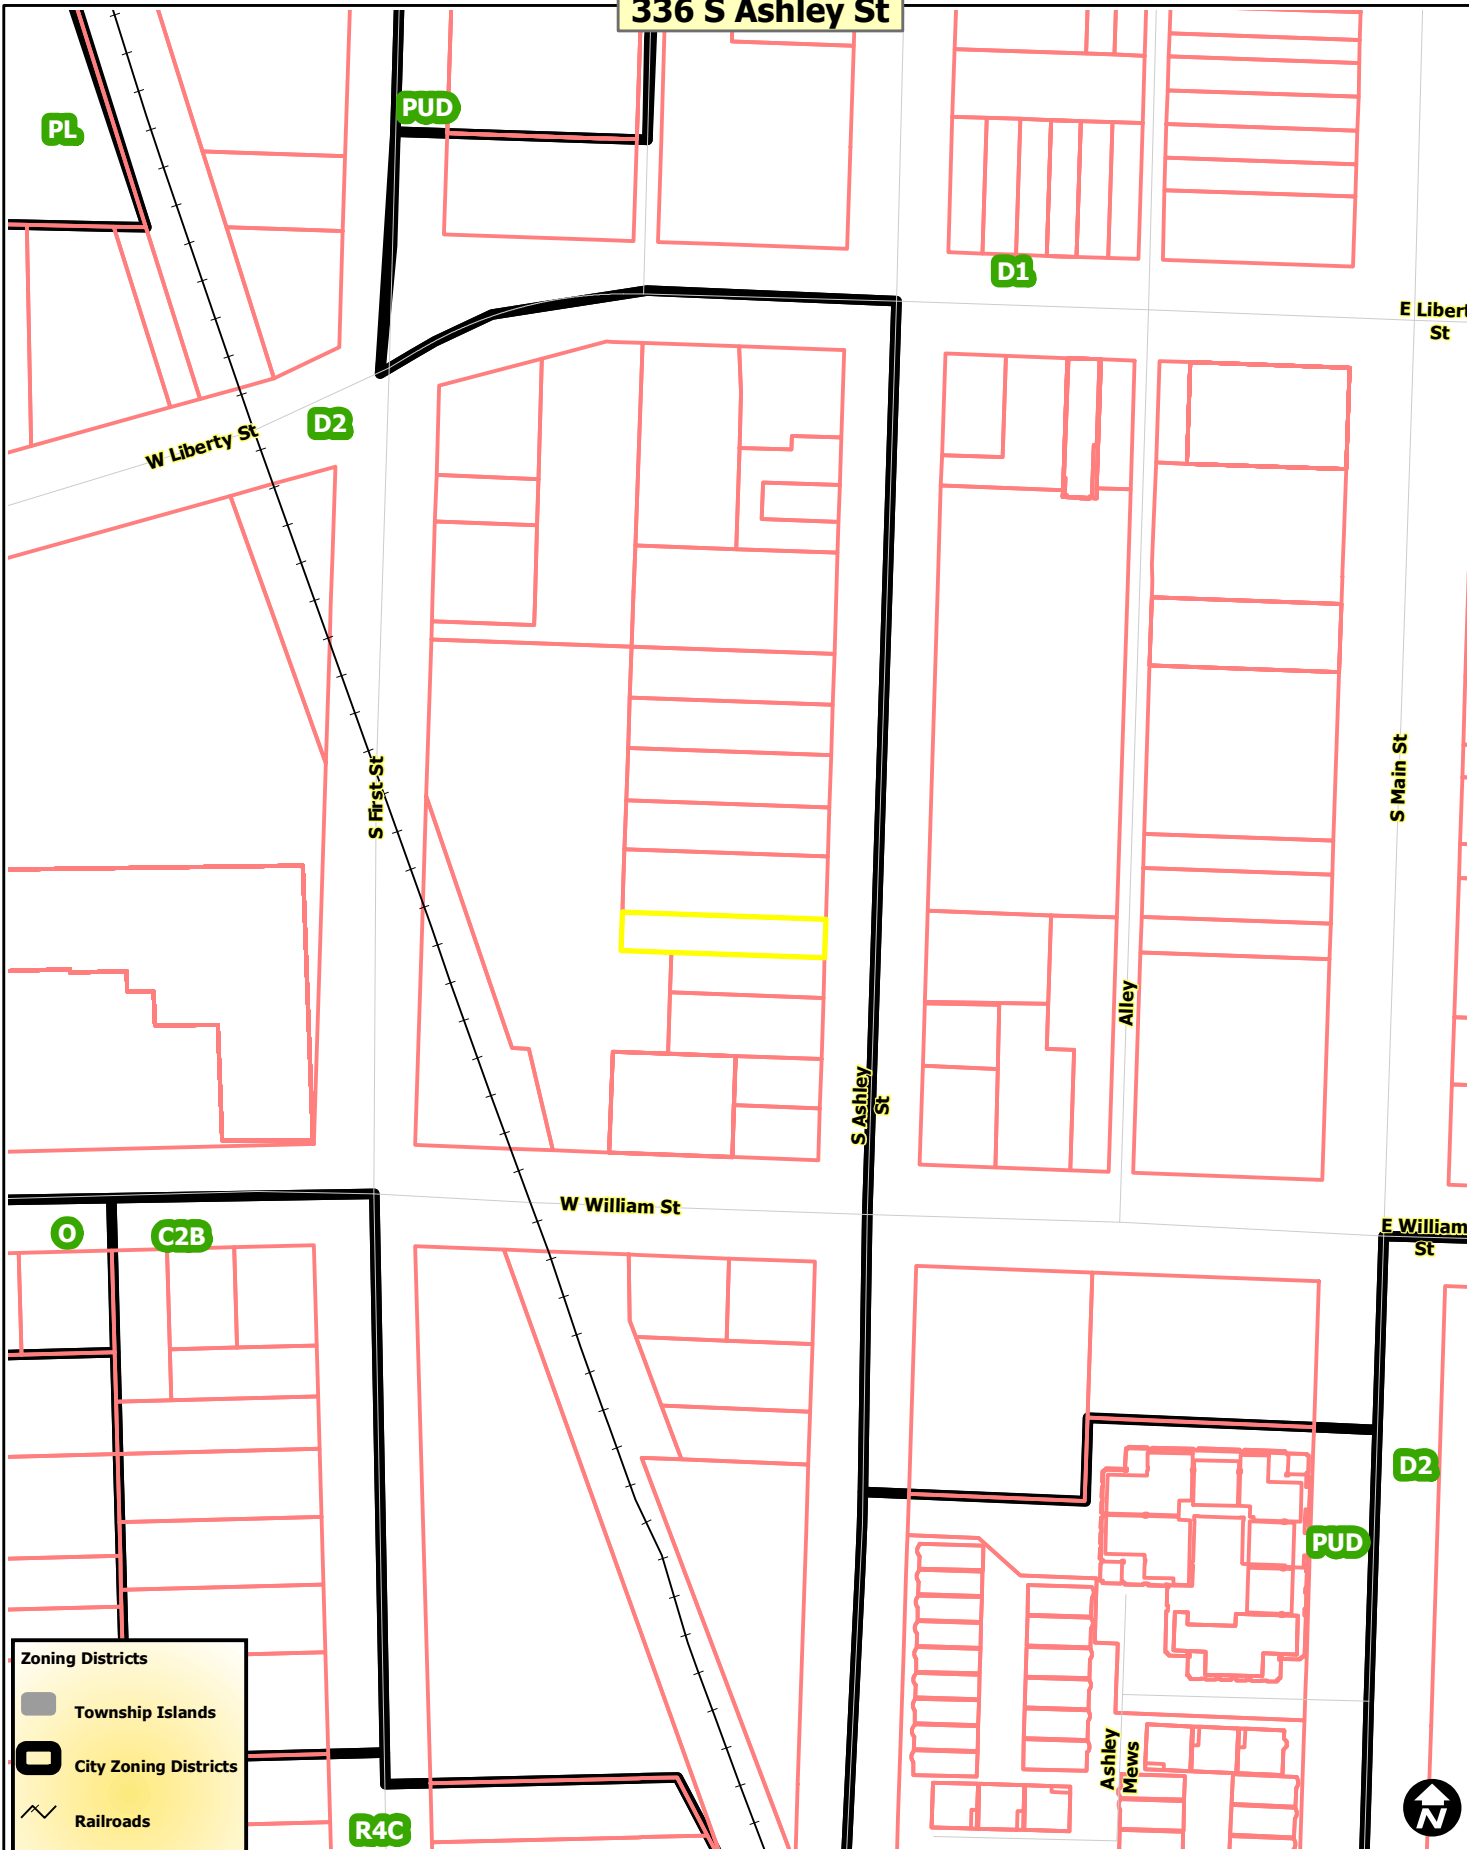 336 S Ashley St
PUD
PL
D1
E Libert
St
D2
W Liberty St
S First St
S Main St
Alley
S Ashley
St
W William St
E William
St
O
C2B
D2
PUD
Ashley
Mews
R4C
Zoning Districts
Township Islands
City Zoning Districts
Railroads
N